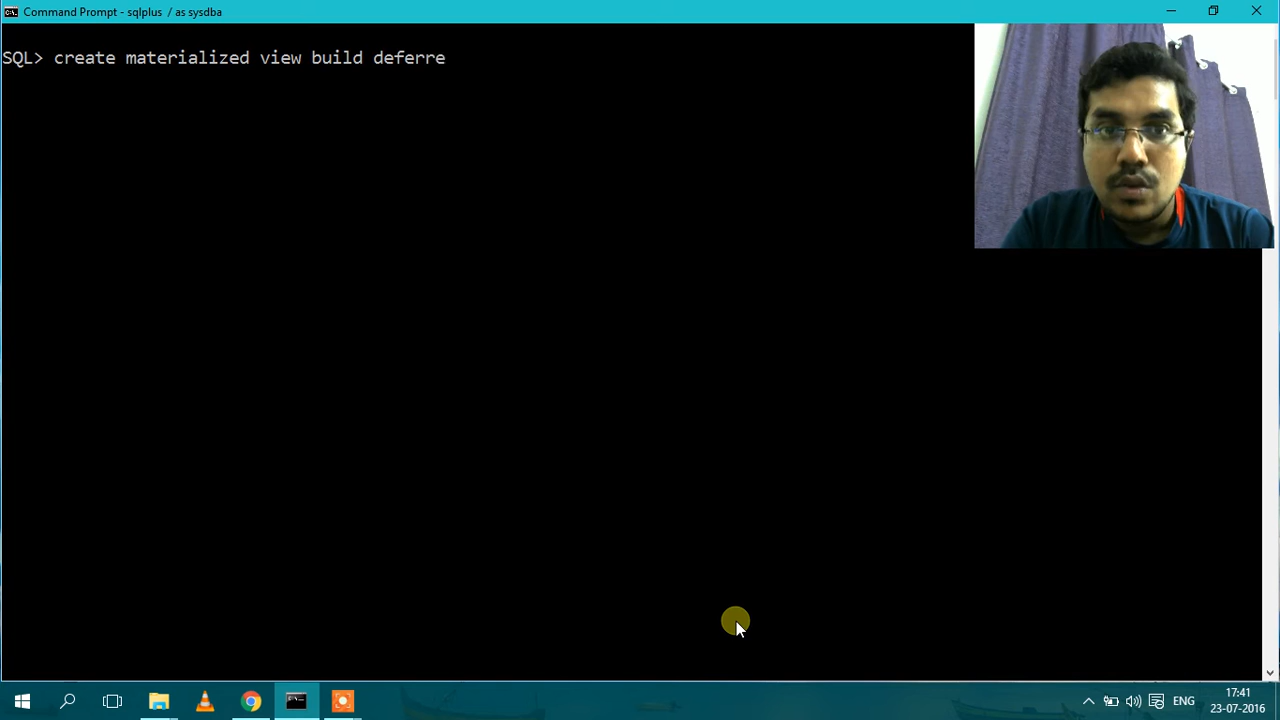 Command Prompt - sqlplus  / as sysdba
SQL> create materialized view build deferre
ENG
17:41
23-07-2016